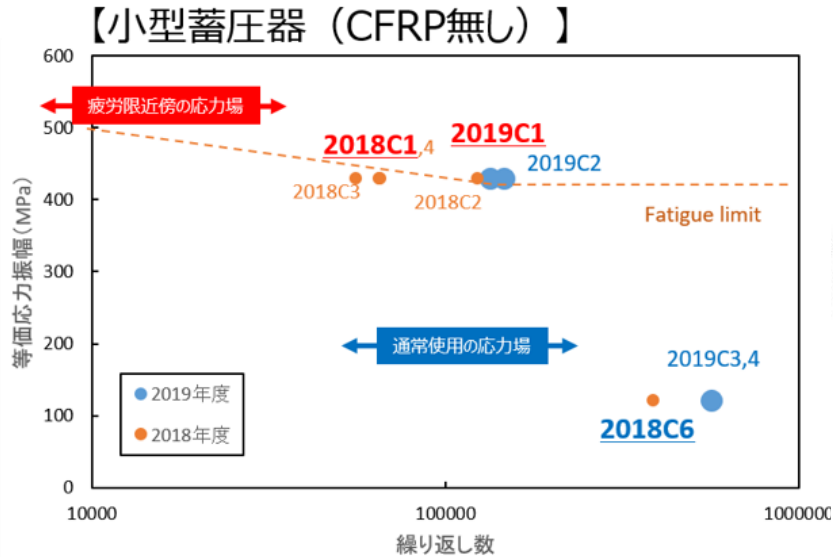 【小型蓄圧器（CFRP無し）】
600
疲労限近傍の応力場
500
2018C1,4
2019C1
2019C2
400
2018C3
2018C2
Fatigue limit
等価応力振幅(MPa)
300
200
通常使用の応力場
2019C3,4
2019年度
100
2018年度
2018C6
0
10000
100000
1000000
繰り返し数